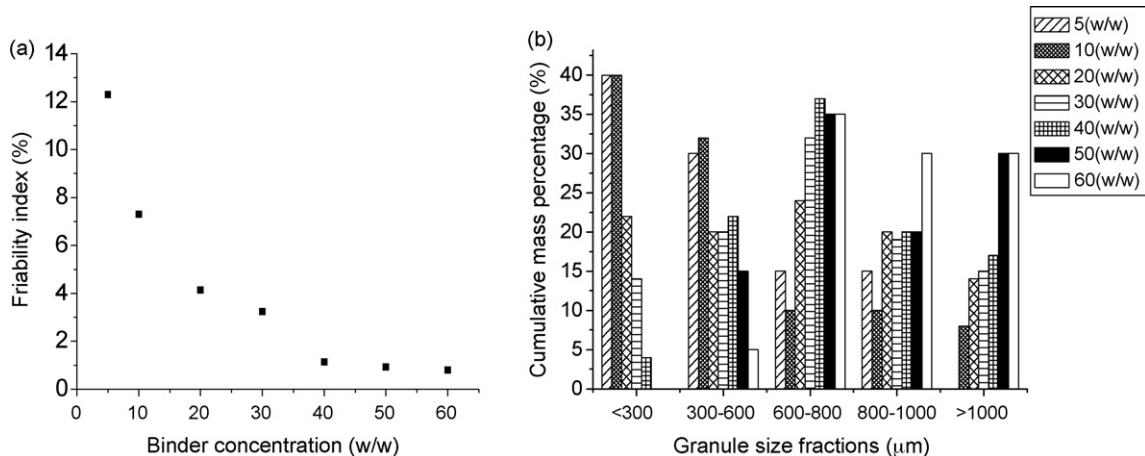 (a)
14
12
10
8
6
4
2
0
Friability index (%)
0 10 20 30 40 50 60
Binder concentration (w/w)
(b)
40
35
30
25
20
15
10
5
0
Cumulative mass percentage (%)
<300 300-600 600-800 800-1000 >1000
Granule size fractions (μm)
5(w/w)
10(w/w)
20(w/w)
30(w/w)
40(w/w)
50(w/w)
60(w/w)